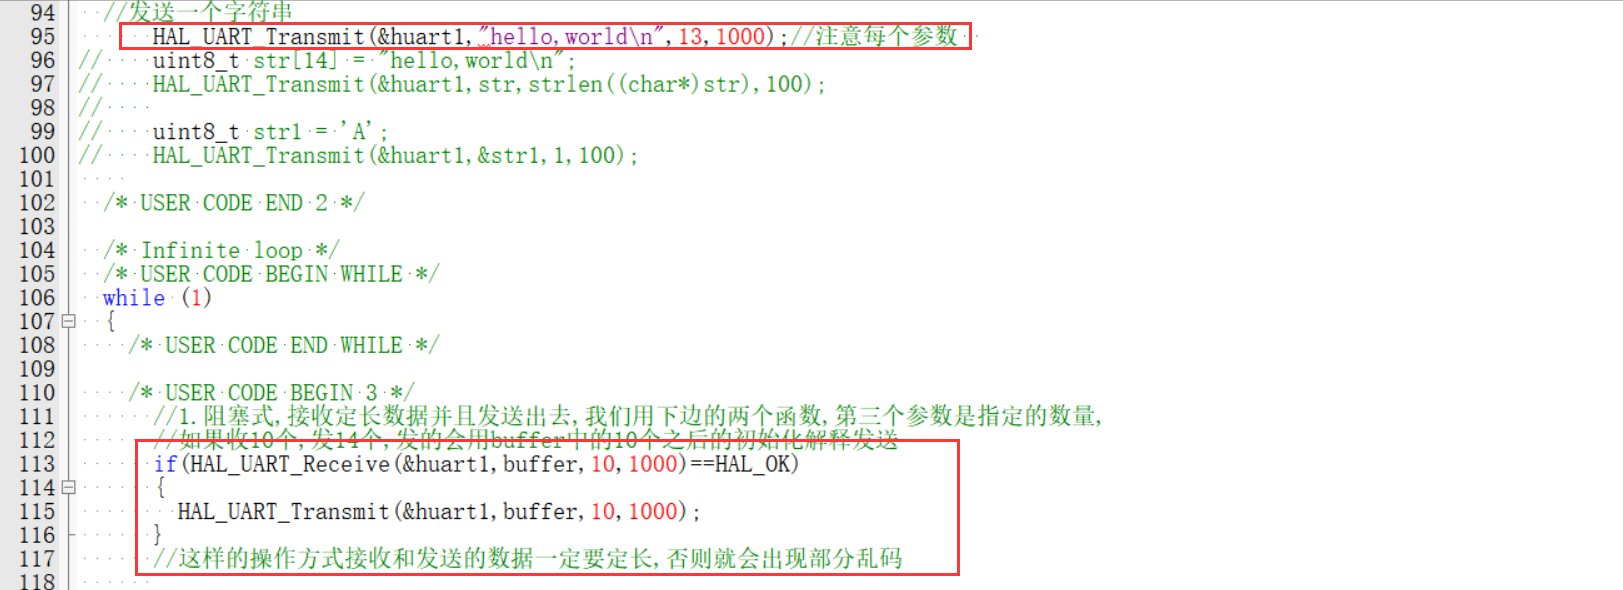 94 //发送一个字符串
95 HAL_UART_Transmit(&huart1,"hello,world\n",13,1000);//注意每个参数
96 // uint8_t str[14] = "hello,world\n";
97 // HAL_UART_Transmit(&huart1,str,strlen((char*)str),100);
98 //
99 // uint8_t str1 = 'A';
100 // HAL_UART_Transmit(&huart1,&str1,1,100);
101
102 /* USER CODE END 2 */
103
104 /* Infinite loop */
105 /* USER CODE BEGIN WHILE */
106 while (1)
107 {
108 /* USER CODE END WHILE */
109
110 /* USER CODE BEGIN 3 */
111 //1.阻塞式,接收定长数据并且发送出去,我们用下边的两个函数,第三个参数是指定的数量,
112 //如果收10个,发14个,发的会用buffer中的10个之后的初始化解释发送
113 if(HAL_UART_Receive(&huart1,buffer,10,1000)==HAL_OK)
114 {
115 HAL_UART_Transmit(&huart1,buffer,10,1000);
116 }
117 //这样的操作方式接收和发送的数据一定要定长,否则就会出现部分乱码
118